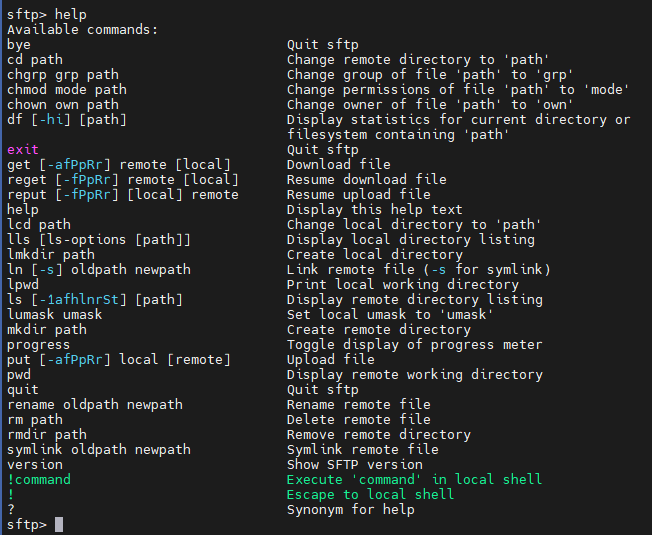 sftp> help
Available commands:
bye                                Quit sftp
cd path                            Change remote directory to 'path'
chgrp grp path                     Change group of file 'path' to 'grp'
chmod mode path                    Change permissions of file 'path' to 'mode'
chown own path                     Change owner of file 'path' to 'own'
df [-hi] [path]                    Display statistics for current directory or
                                   filesystem containing 'path'
exit                               Quit sftp
get [-afPpRr] remote [local]       Download file
reget [-fPpRr] remote [local]      Resume download file
reput [-fPpRr] [local] remote      Resume upload file
help                               Display this help text
lcd path                           Change local directory to 'path'
lls [ls-options [path]]            Display local directory listing
lmkdir path                        Create local directory
ln [-s] oldpath newpath            Link remote file (-s for symlink)
lpwd                               Print local working directory
ls [-1afhlnrSt] [path]             Display remote directory listing
lumask umask                       Set local umask to 'umask'
mkdir path                         Create remote directory
progress                           Toggle display of progress meter
put [-afPpRr] local [remote]       Upload file
pwd                                Display remote working directory
quit                               Quit sftp
rename oldpath newpath             Rename remote file
rm path                            Delete remote file
rmdir path                         Remove remote directory
symlink oldpath newpath            Symlink remote file
version                            Show SFTP version
!command                           Execute 'command' in local shell
!                                  Escape to local shell
?                                  Synonym for help
sftp>